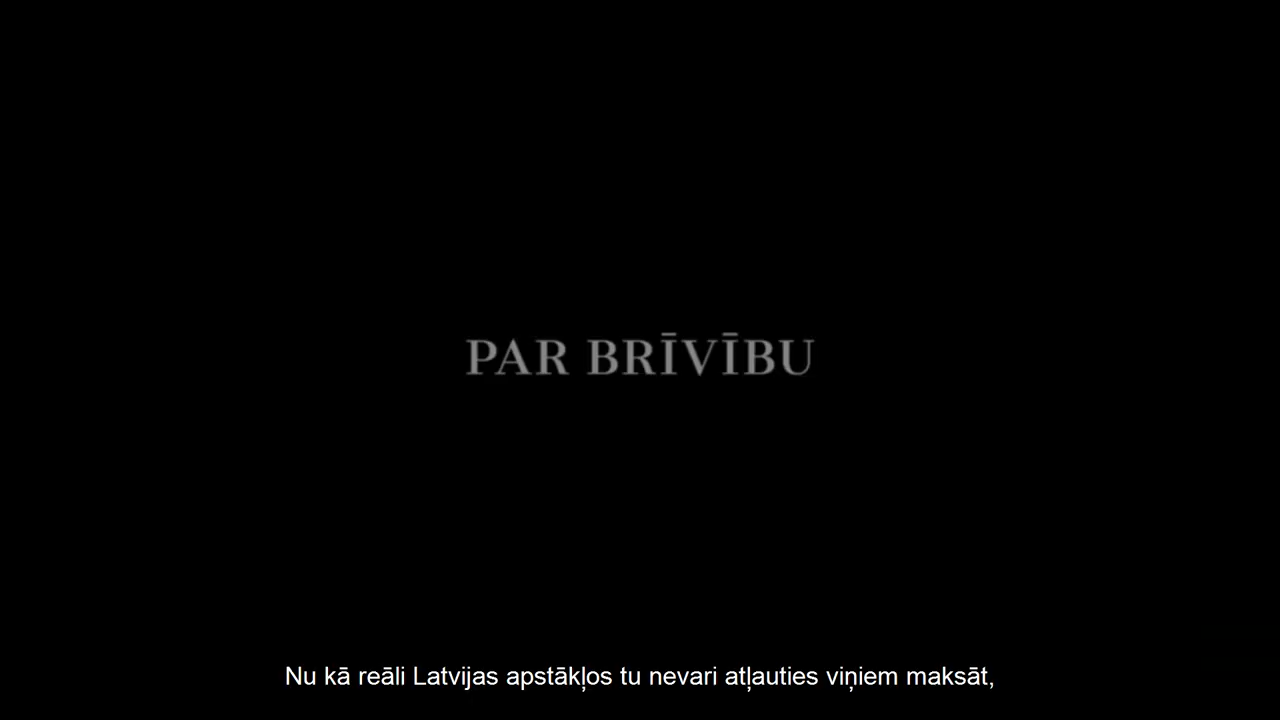 PAR BRĪVĪBU
Nu kā reāli Latvijas apstākļos tu nevari atļauties viņiem maksāt,